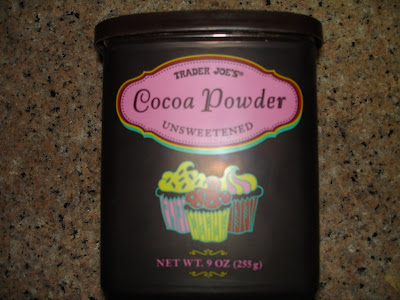 TRADER JOE'S®
Cocoa Powder
UNSWEETENED
NET WT. 9 OZ (255g)